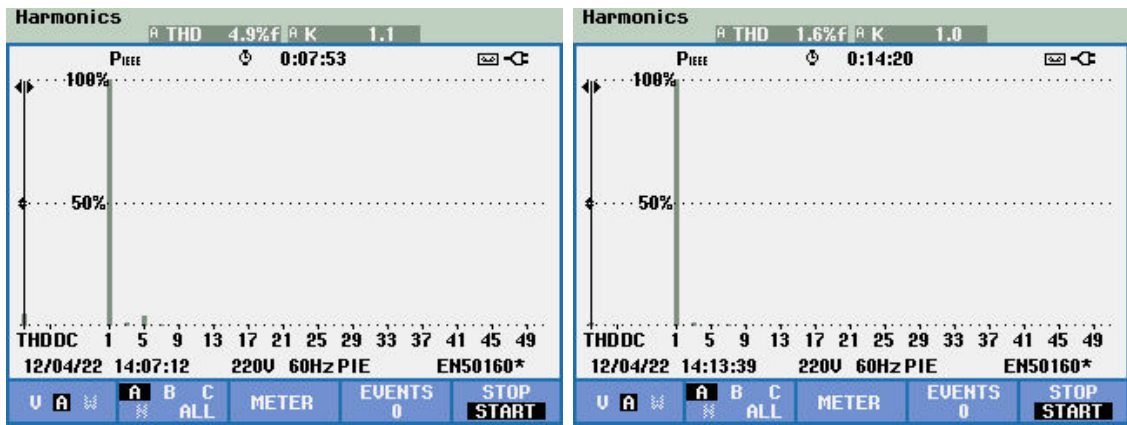 Harmonics
A THD 4.9%f A K 1.1
PIEEE 0:07:53
100%
50%
THDDC 1 5 9 13 17 21 25 29 33 37 41 45 49
12/04/22 14:07:12 220V 60Hz PIE EN50160*
V A W A B C N ALL METER EVENTS 0 STOP START
Harmonics
A THD 1.6%f A K 1.0
PIEEE 0:14:20
100%
50%
THDDC 1 5 9 13 17 21 25 29 33 37 41 45 49
12/04/22 14:13:39 220V 60Hz PIE EN50160*
V A W A B C N ALL METER EVENTS 0 STOP START